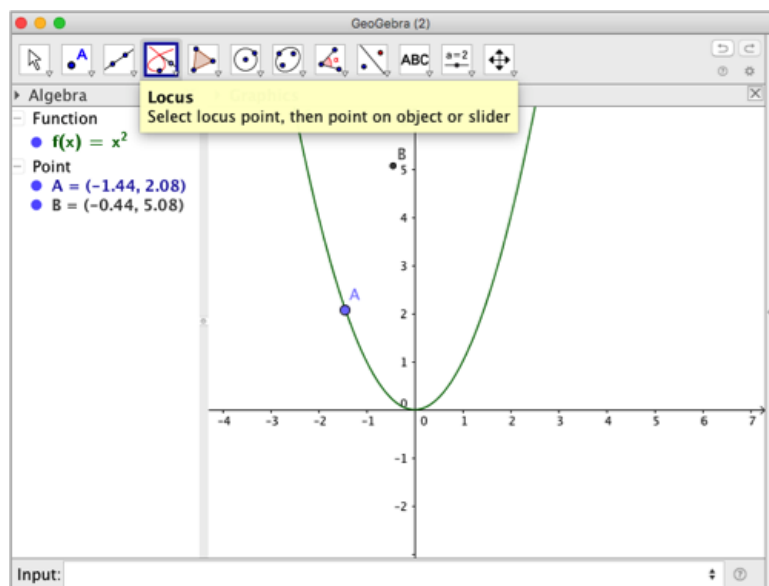 GeoGebra (2)
A
ABC
a=2
Algebra
Graphics
Locus
Select locus point, then point on object or slider
Function
f(x) = x²
Point
A = (-1.44, 2.08)
B = (-0.44, 5.08)
B
5
4
3
A
2
1
0
-4 -3 -2 -1 0 1 2 3 4 5 6 7
-1
-2
Input: